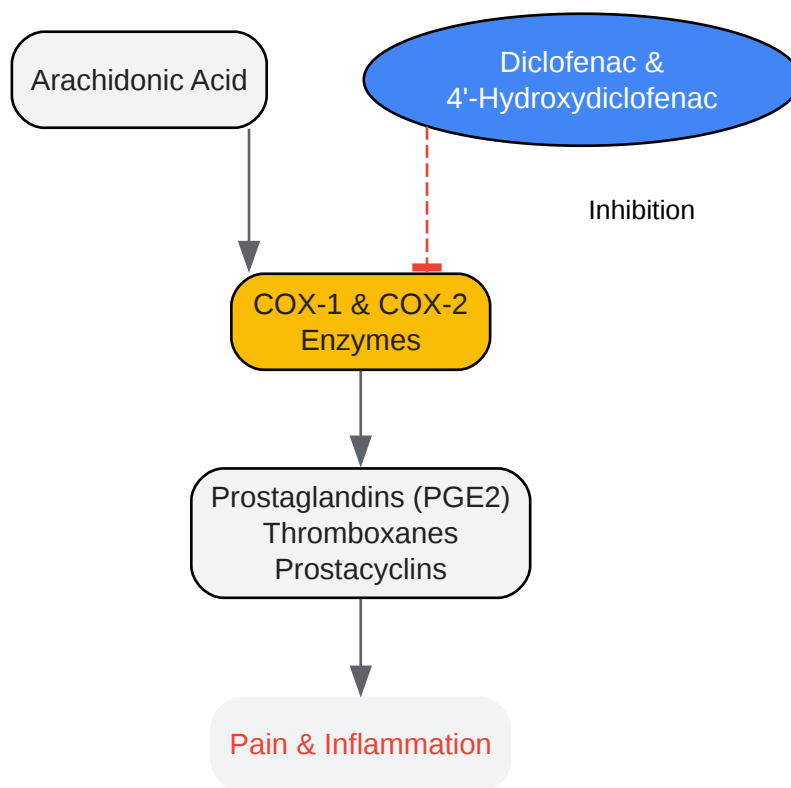 Arachidonic Acid
Diclofenac &
4'-Hydroxydiclofenac
Inhibition
COX-1 & COX-2
Enzymes
Prostaglandins (PGE2)
Thromboxanes
Prostacyclins
Pain & Inflammation